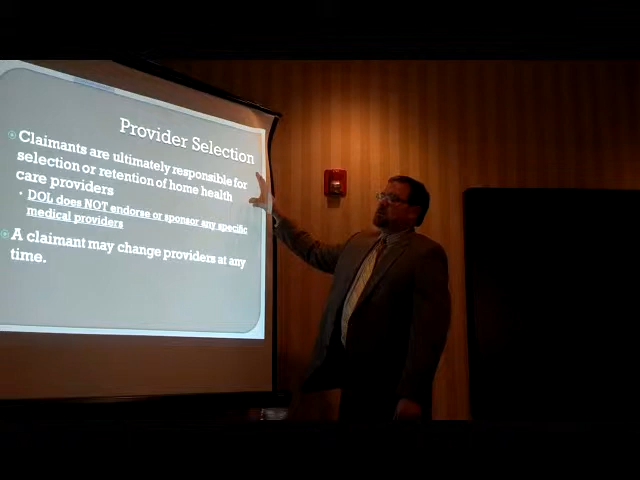 Provider Selection
Claimants are ultimately responsible for
selection or retention of home health
care providers
DOL does NOT endorse or sponsor any specific
medical providers
A claimant may change providers at any
time.